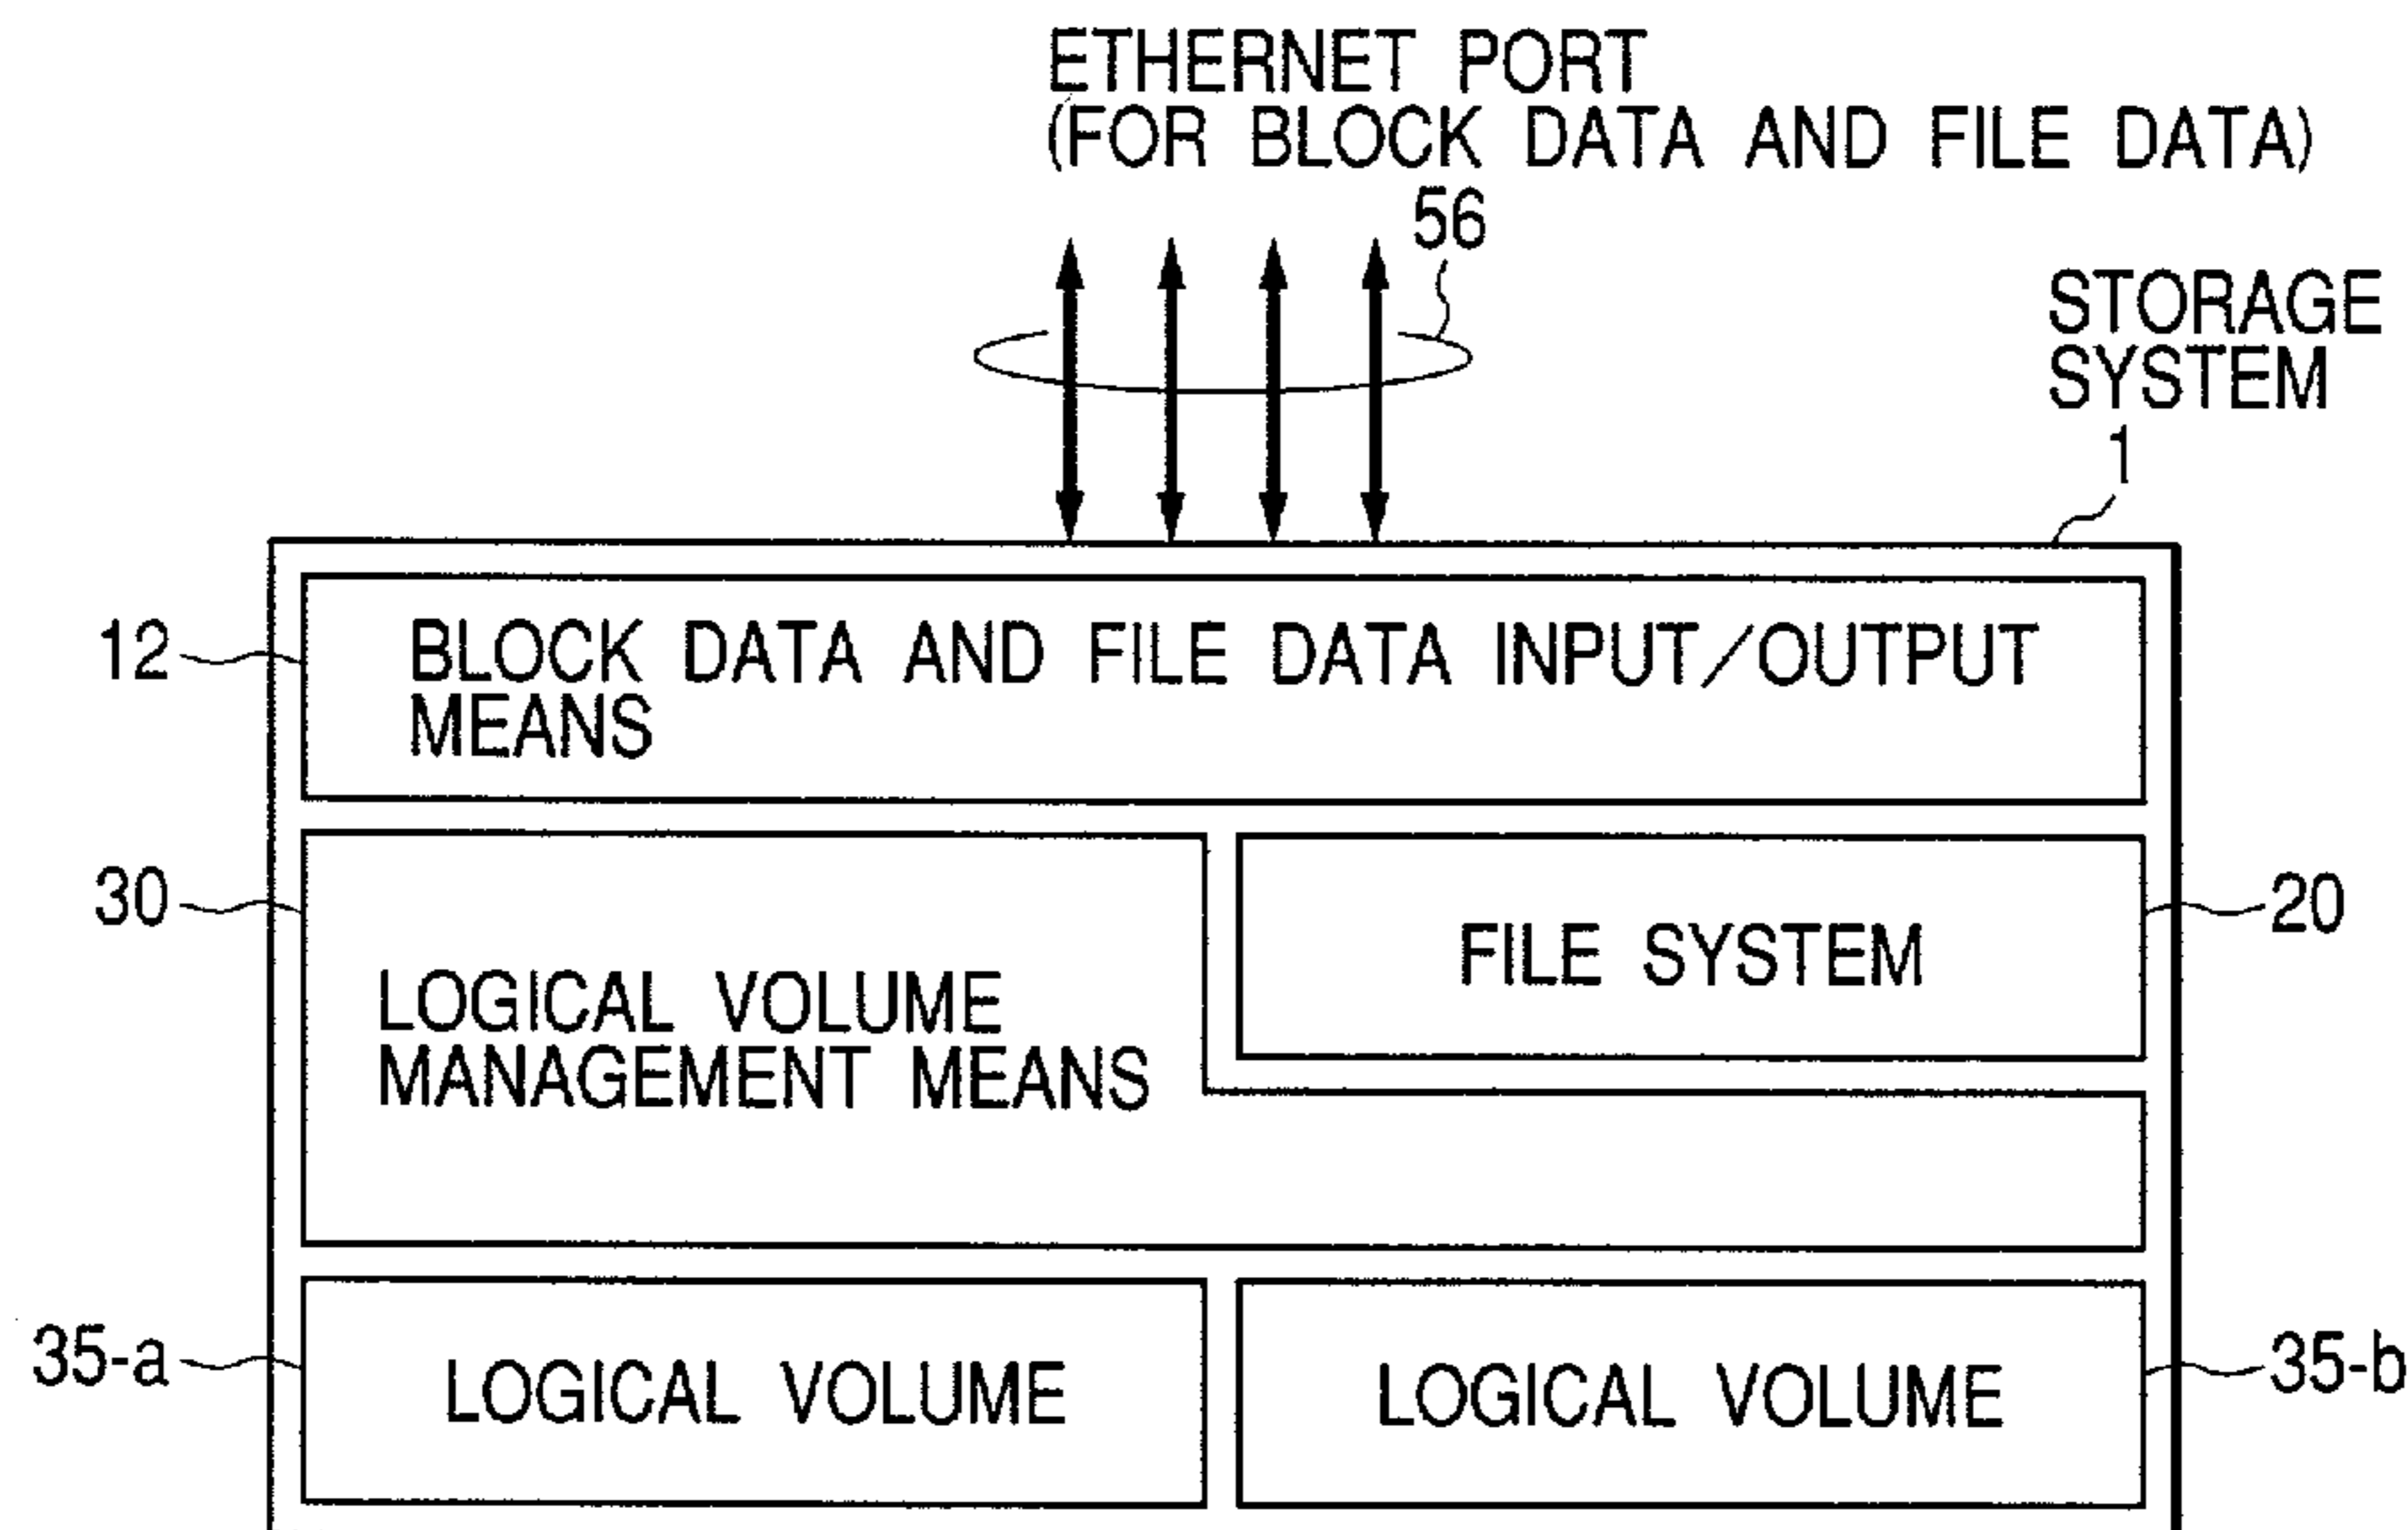 ETHERNET PORT
(FOR BLOCK DATA AND FILE DATA)
56
STORAGE
SYSTEM
1
12
BLOCK DATA AND FILE DATA INPUT/OUTPUT
MEANS
30
20
FILE SYSTEM
LOGICAL VOLUME
MANAGEMENT MEANS
35-a
LOGICAL VOLUME
LOGICAL VOLUME
35-b